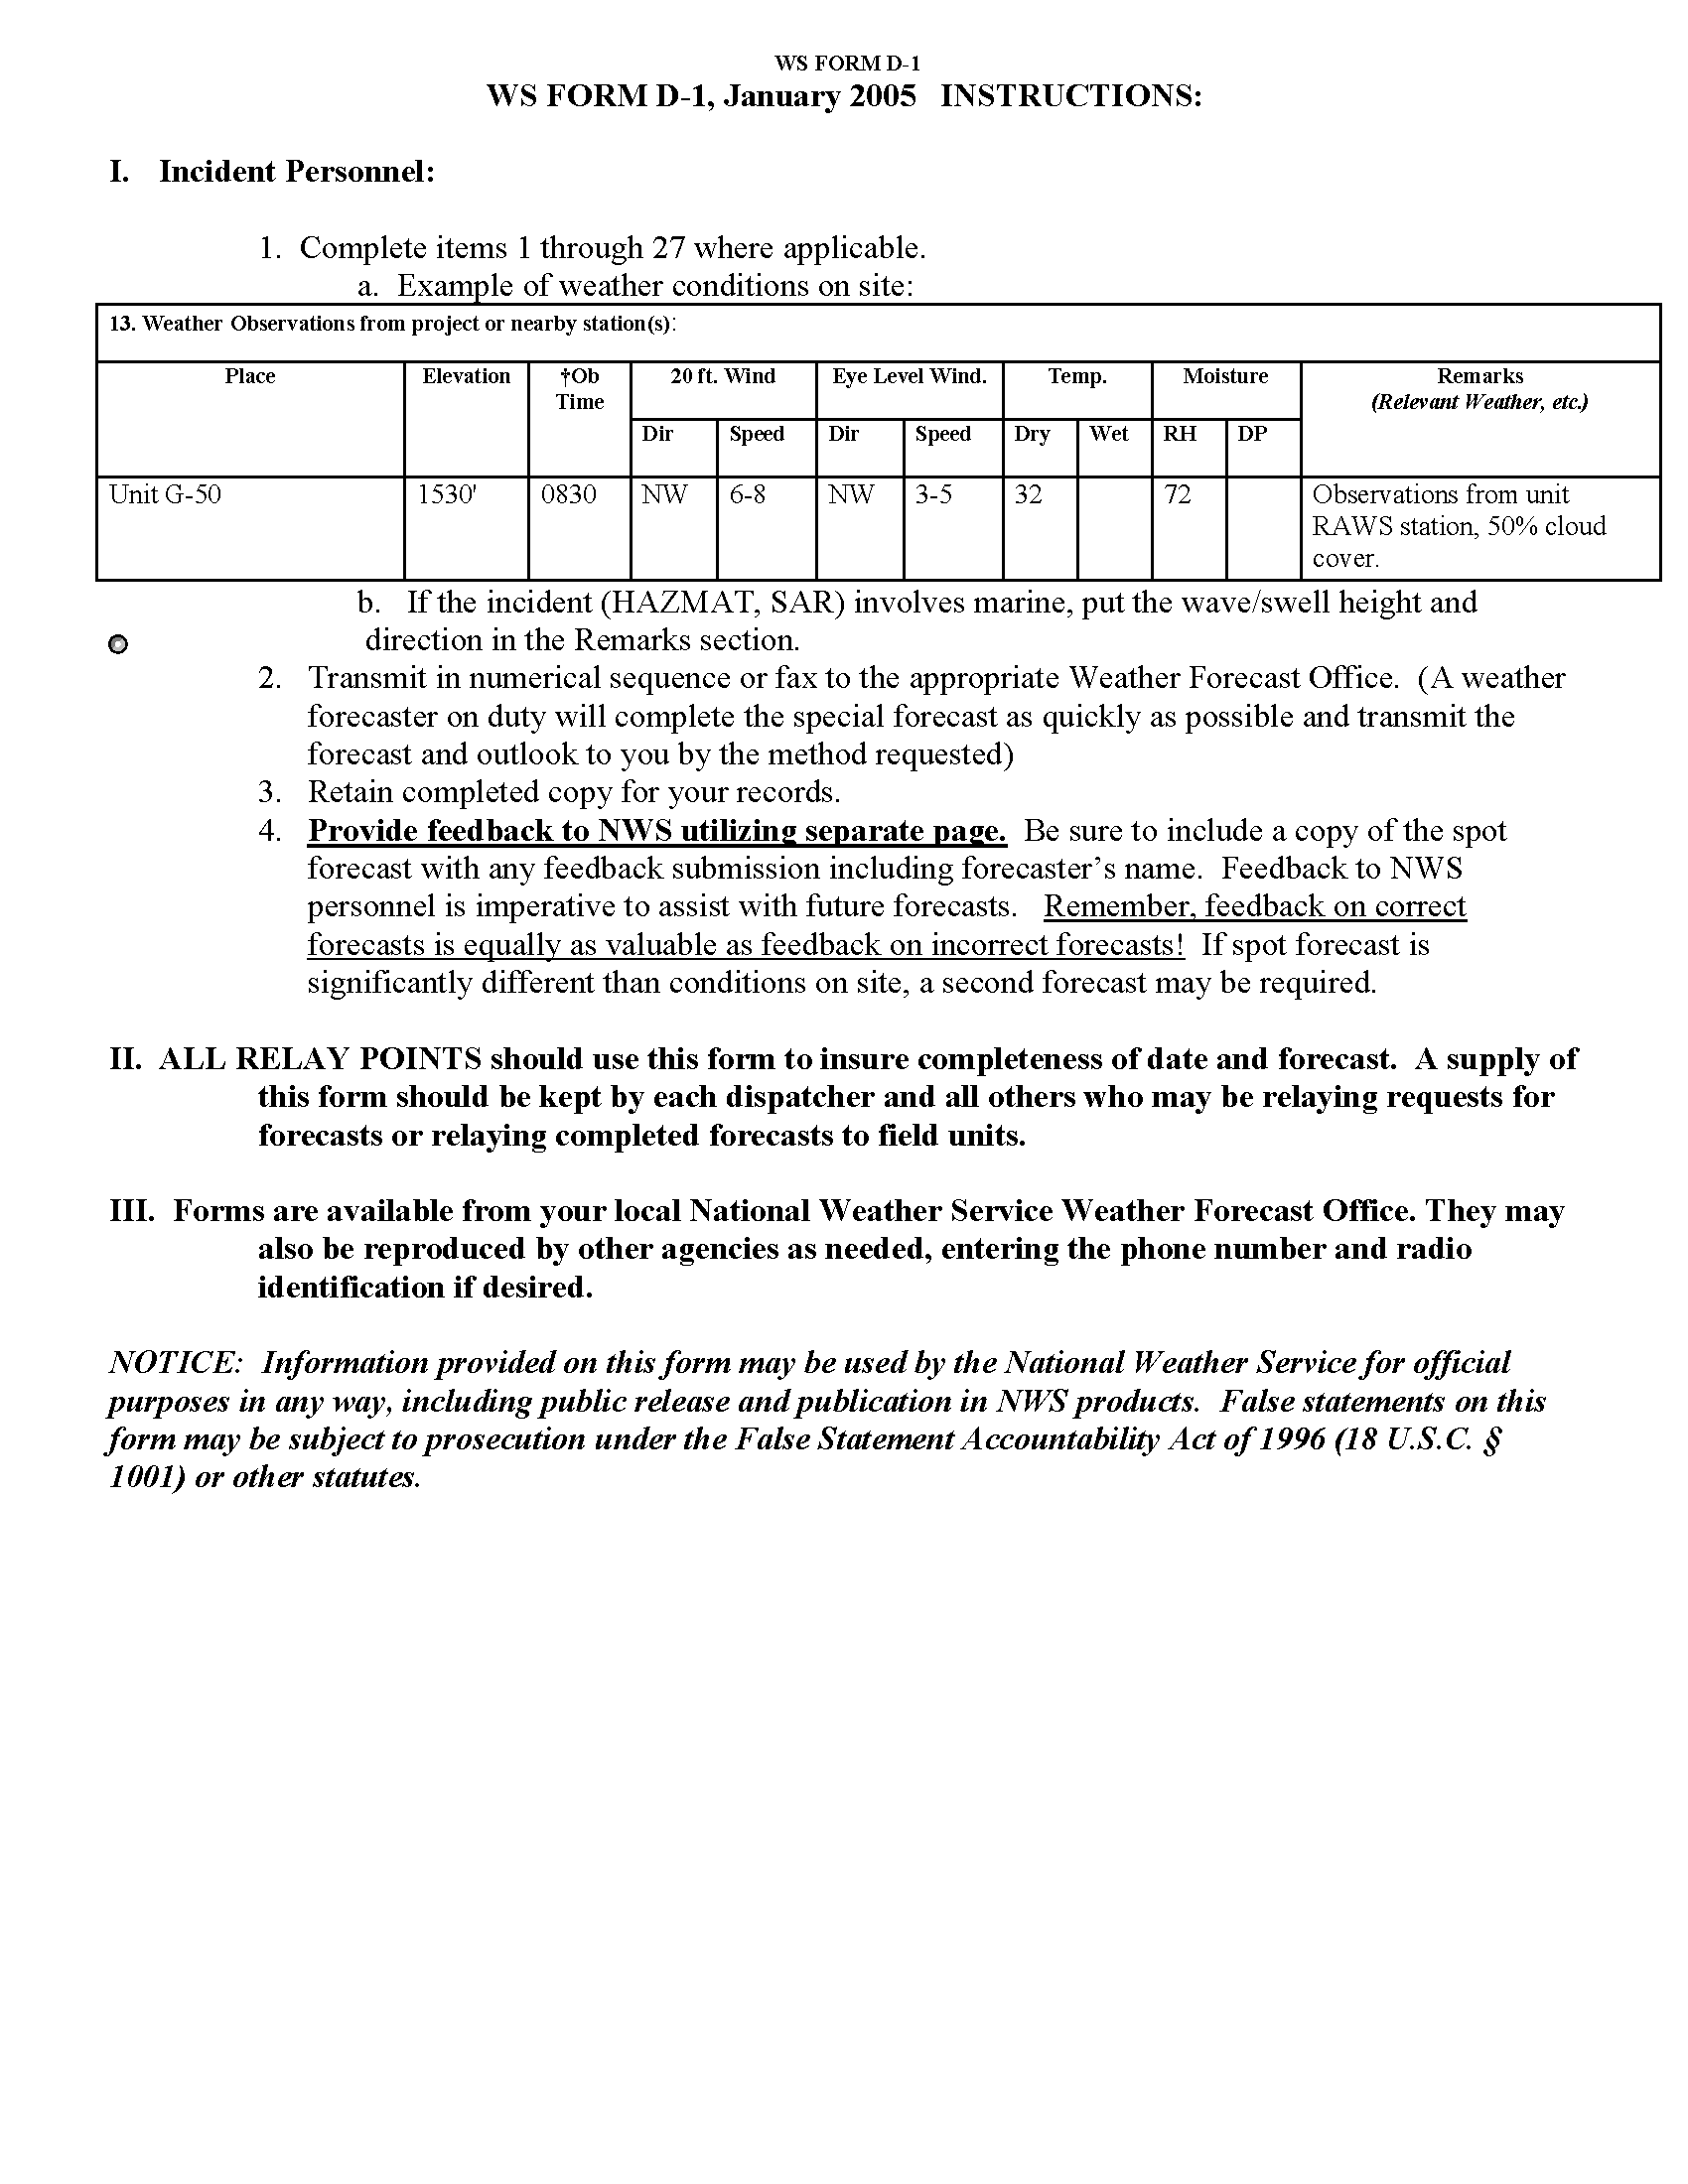 WS FORM D-1
WS FORM D-1, January 2005 INSTRUCTIONS:
I. Incident Personnel:
1. Complete items 1 through 27 where applicable.
a. Example of weather conditions on site:
13. Weather Observations from project or nearby station(s):
Place Elevation †Ob Time 20 ft. Wind Eye Level Wind. Temp. Moisture Remarks
(Relevant Weather, etc.)
Dir Speed Dir Speed Dry Wet RH DP
Unit G-50 1530' 0830 NW 6-8 NW 3-5 32 72 Observations from unit
RAWS station, 50% cloud
cover.
b. If the incident (HAZMAT, SAR) involves marine, put the wave/swell height and
direction in the Remarks section.
2. Transmit in numerical sequence or fax to the appropriate Weather Forecast Office. (A weather
forecaster on duty will complete the special forecast as quickly as possible and transmit the
forecast and outlook to you by the method requested)
3. Retain completed copy for your records.
4. Provide feedback to NWS utilizing separate page. Be sure to include a copy of the spot
forecast with any feedback submission including forecaster’s name. Feedback to NWS
personnel is imperative to assist with future forecasts. Remember, feedback on correct
forecasts is equally as valuable as feedback on incorrect forecasts! If spot forecast is
significantly different than conditions on site, a second forecast may be required.
II. ALL RELAY POINTS should use this form to insure completeness of date and forecast. A supply of
this form should be kept by each dispatcher and all others who may be relaying requests for
forecasts or relaying completed forecasts to field units.
III. Forms are available from your local National Weather Service Weather Forecast Office. They may
also be reproduced by other agencies as needed, entering the phone number and radio
identification if desired.
NOTICE: Information provided on this form may be used by the National Weather Service for official
purposes in any way, including public release and publication in NWS products. False statements on this
form may be subject to prosecution under the False Statement Accountability Act of 1996 (18 U.S.C. §
1001) or other statutes.